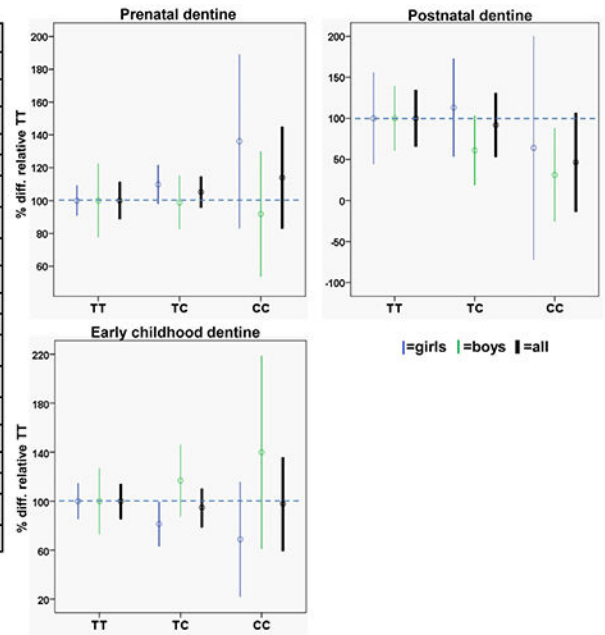 Prenatal dentine
% diff. relative TT
200
180
160
140
120
100
80
60
TT TC CC
Postnatal dentine
200
150
100
50
0
-50
-100
TT TC CC
Early childhood dentine
% diff. relative TT
220
180
140
100
60
20
TT TC CC
=girls =boys =all